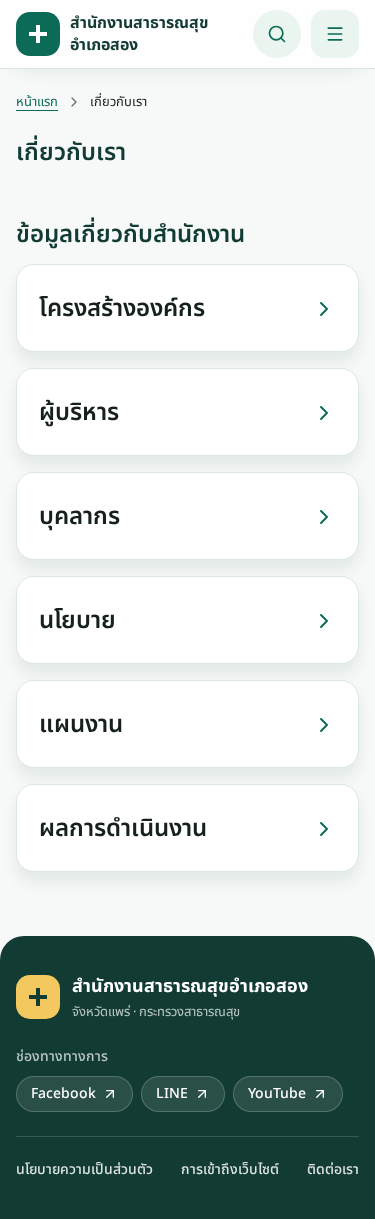 สำนักงานสาธารณสุข
อำเภอสอง
หน้าแรก
เกี่ยวกับเรา
เกี่ยวกับเรา
ข้อมูลเกี่ยวกับสำนักงาน
โครงสร้างองค์กร
ผู้บริหาร
บุคลากร
นโยบาย
แผนงาน
ผลการดำเนินงาน
สำนักงานสาธารณสุขอำเภอสอง
จังหวัดแพร่ · กระทรวงสาธารณสุข
ช่องทางทางการ
Facebook LINE YouTube
นโยบายความเป็นส่วนตัว การเข้าถึงเว็บไซต์ ติดต่อเรา